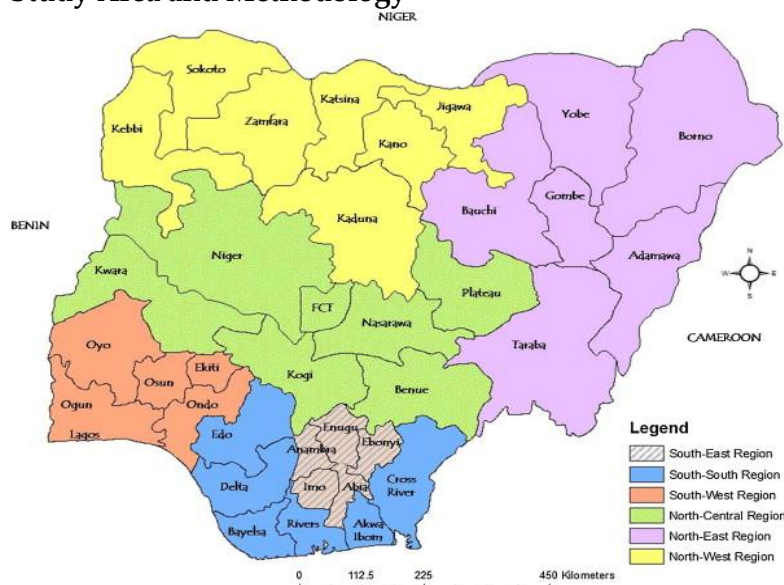 Study Area and Methodology
NIGER
Sokoto
Katsina
Jigawa
Kebbi
Zamfara
Kano
Yobe
Borno
Kaduna
Bauchi
Gombe
BENIN
Niger
Adamawa
Kwara
FCT
Plateau
N
W E
S
Nasarawa
Oyo
Taraba
CAMEROON
Kogi
Benue
Ekiti
Osun
Ogun
Ondo
Lagos
Edo
Enugu
Anambra
Ebonyi
Delta
Imo
Abia
Cross
River
Bayelsa
Rivers
Akwa
Ibom
Legend
South-East Region
South-South Region
South-West Region
North-Central Region
North-East Region
North-West Region
0 112.5 225 450 Kilometers